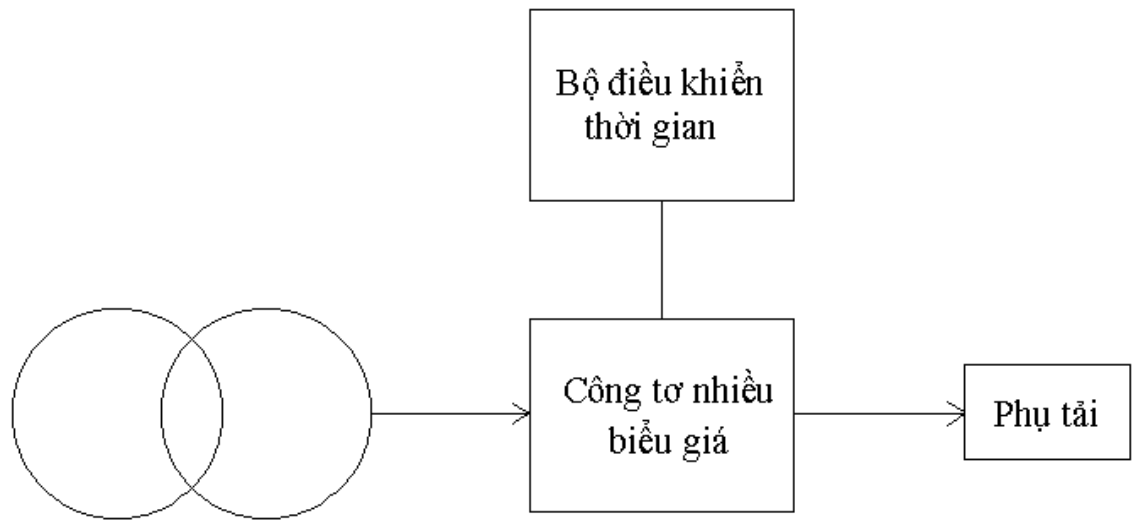 Bộ điều khiển
thời gian
Công tơ nhiều
biểu giá
Phụ tải